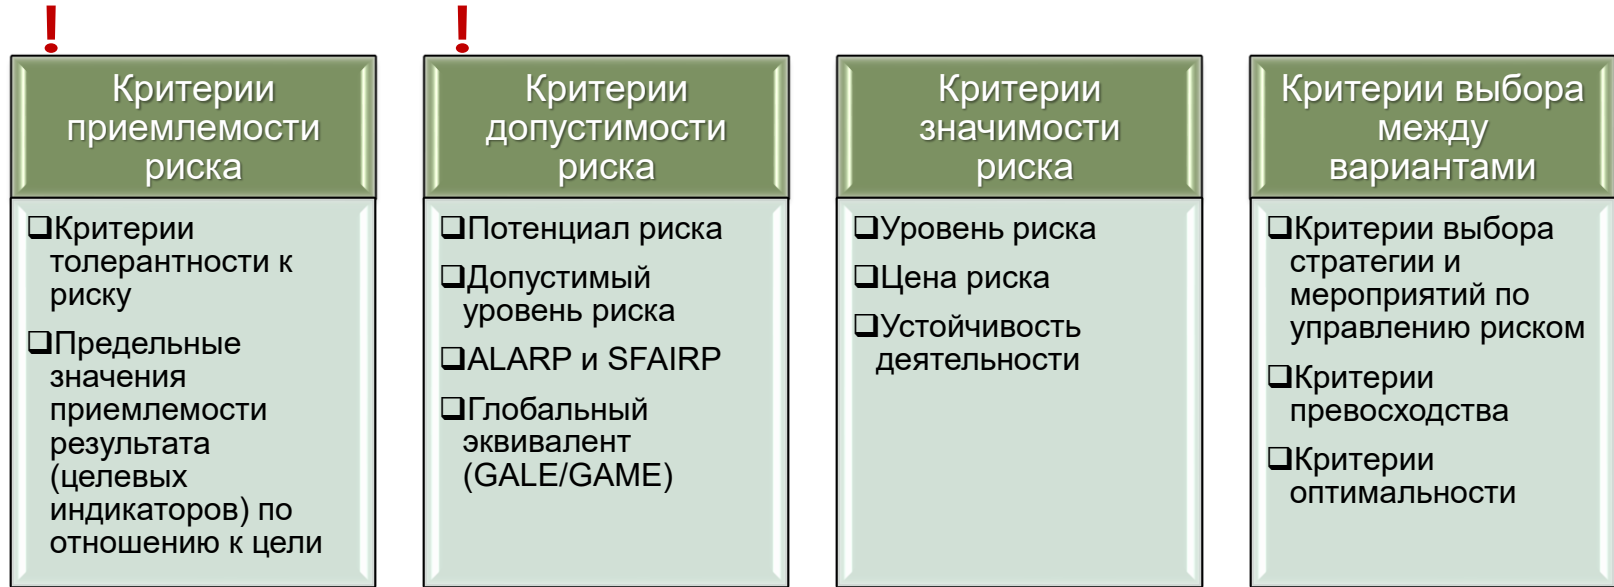 !
!
Критерии
приемлемости
риска
❑Критерии
толерантности к
риску
❑Предельные
значения
приемлемости
результата
(целевых
индикаторов) по
отношению к цели
Критерии
допустимости
риска
❑Потенциал риска
❑Допустимый
уровень риска
❑ALARP и SFAIRP
❑Глобальный
эквивалент
(GALE/GAME)
Критерии
значимости
риска
❑Уровень риска
❑Цена риска
❑Устойчивость
деятельности
Критерии выбора
между
вариантами
❑Критерии выбора
стратегии и
мероприятий по
управлению риском
❑Критерии
превосходства
❑Критерии
оптимальности